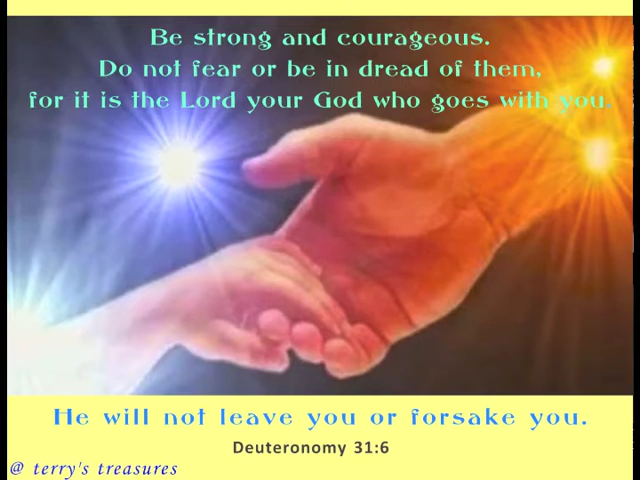 Be strong and courageous.
Do not fear or be in dread of them,
for it is the Lord your God who goes with you.
He will not leave you or forsake you.
Deuteronomy 31:6
@ terry's treasures